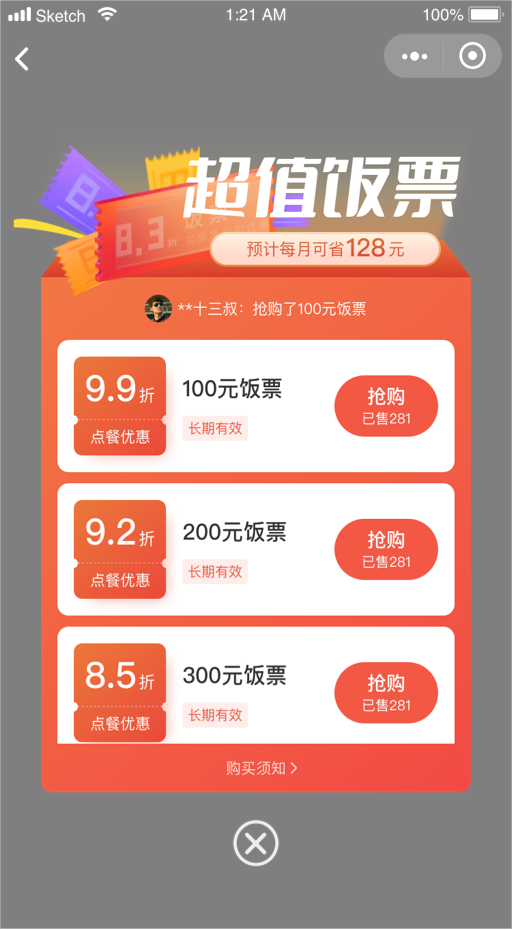 Sketch
1:21 AM
100%
超值饭票
8.3折
饭票
预计每月可省128元
**十三叔：抢购了100元饭票
9.9折
点餐优惠
100元饭票
长期有效
抢购
已售281
9.2折
点餐优惠
200元饭票
长期有效
抢购
已售281
8.5折
点餐优惠
300元饭票
长期有效
抢购
已售281
购买须知